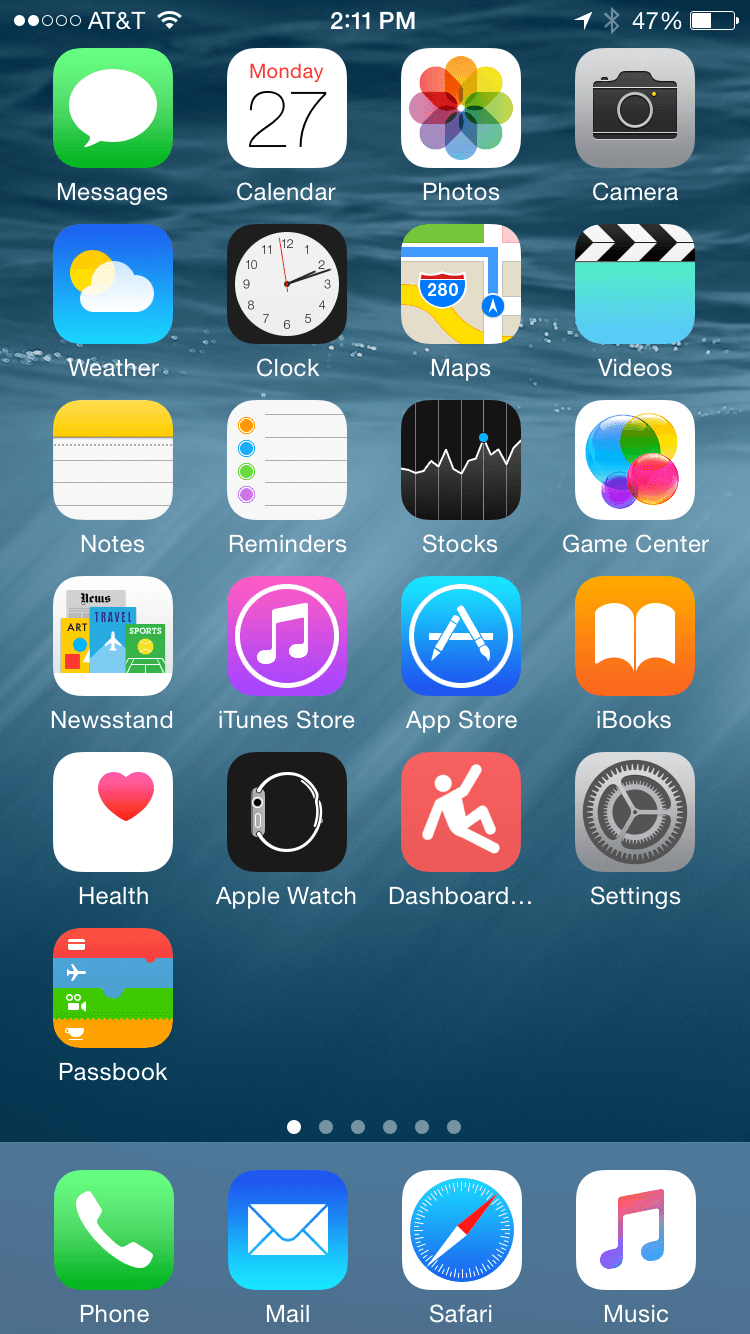 AT&T 2:11 PM 47%
Monday
27
Messages Calendar Photos Camera
12
11 1
10 2
9 3
8 4
7 5
6
280
Weather Clock Maps Videos
Notes Reminders Stocks Game Center
News
TRAVEL
ART
SPORTS
Newsstand iTunes Store App Store iBooks
Health Apple Watch Dashboard... Settings
Passbook
Phone Mail Safari Music